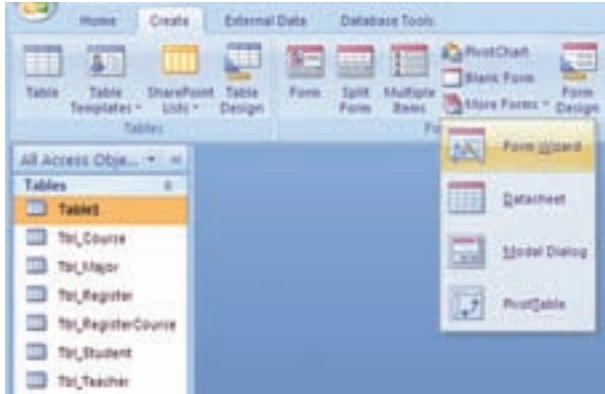 Home Create External Data Database Tools
Table Table Templates SharePoint Lists Table Design Form Split Form Multiple Items PivotChart Blank Form More Forms Form Design
Tables Fo
All Access Obje...
Tables
Table1
Tbl_Course
Tbl_Major
Tbl_Register
Tbl_RegisterCourse
Tbl_Student
Tbl_Teacher
Form Wizard
Datasheet
Modal Dialog
PivotTable